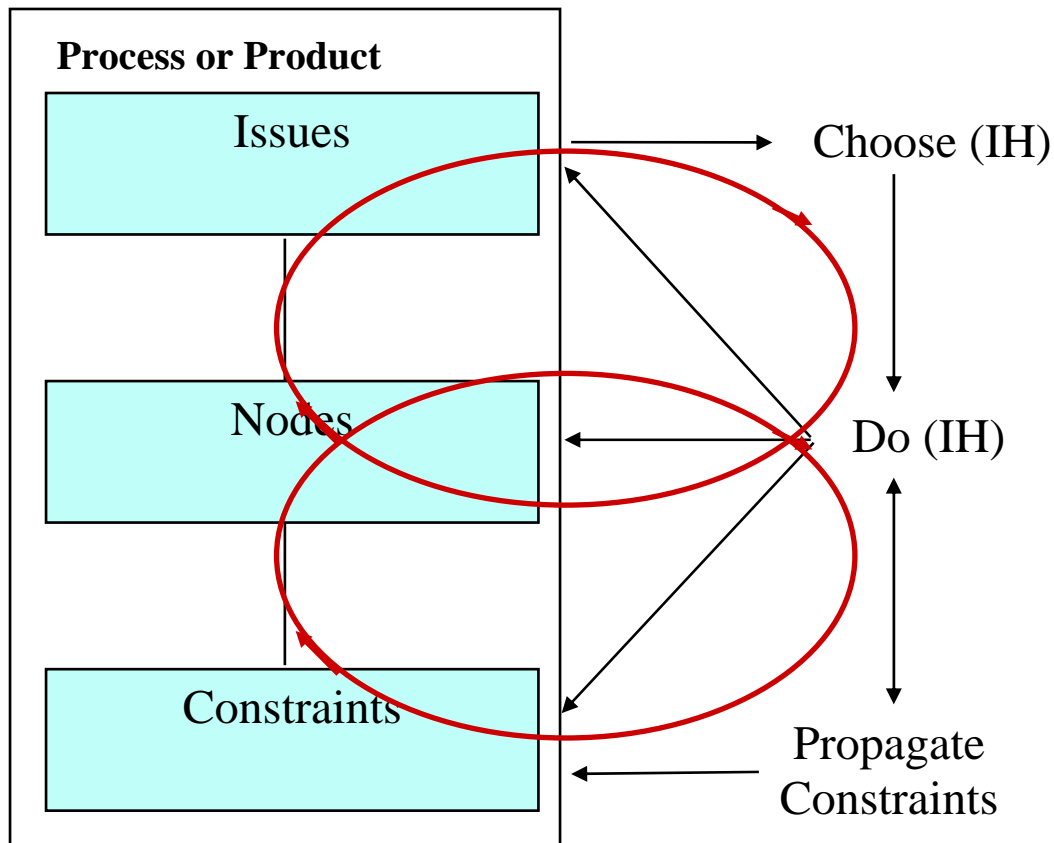 Process or Product
Issues
Choose (IH)
Nodes
Do (IH)
Constraints
Propagate
Constraints